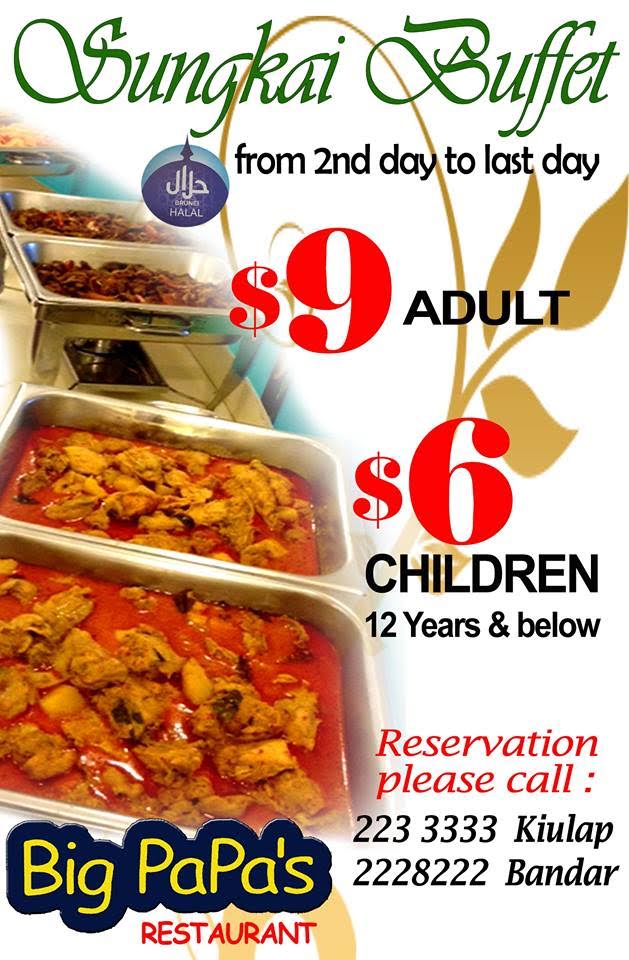 Sungkai Buffet
from 2nd day to last day
حلال
BRUNEI
HALAL
$9 ADULT
$6
CHILDREN
12 Years & below
Reservation
please call :
223 3333 Kiulap
2228222 Bandar
Big PaPa's
RESTAURANT